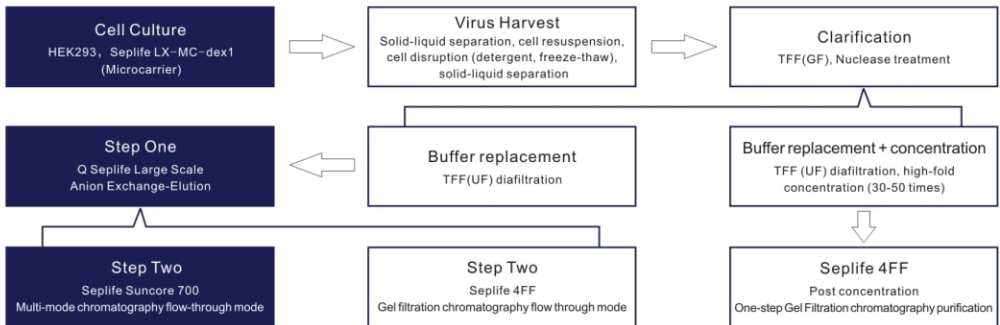 Cell Culture
HEK293, Seplife LX-MC-dex1
(Microcarrier)
Virus Harvest
Solid-liquid separation, cell resuspension,
cell disruption (detergent, freeze-thaw),
solid-liquid separation
Clarification
TFF(GF), Nuclease treatment
Step One
Q Seplife Large Scale
Anion Exchange-Elution
Buffer replacement
TFF(UF) diafiltration
Buffer replacement + concentration
TFF (UF) diafiltration, high-fold
concentration (30-50 times)
Step Two
Seplife Suncore 700
Multi-mode chromatography flow-through mode
Step Two
Seplife 4FF
Gel filtration chromatography flow through mode
Seplife 4FF
Post concentration
One-step Gel Filtration chromatography purification